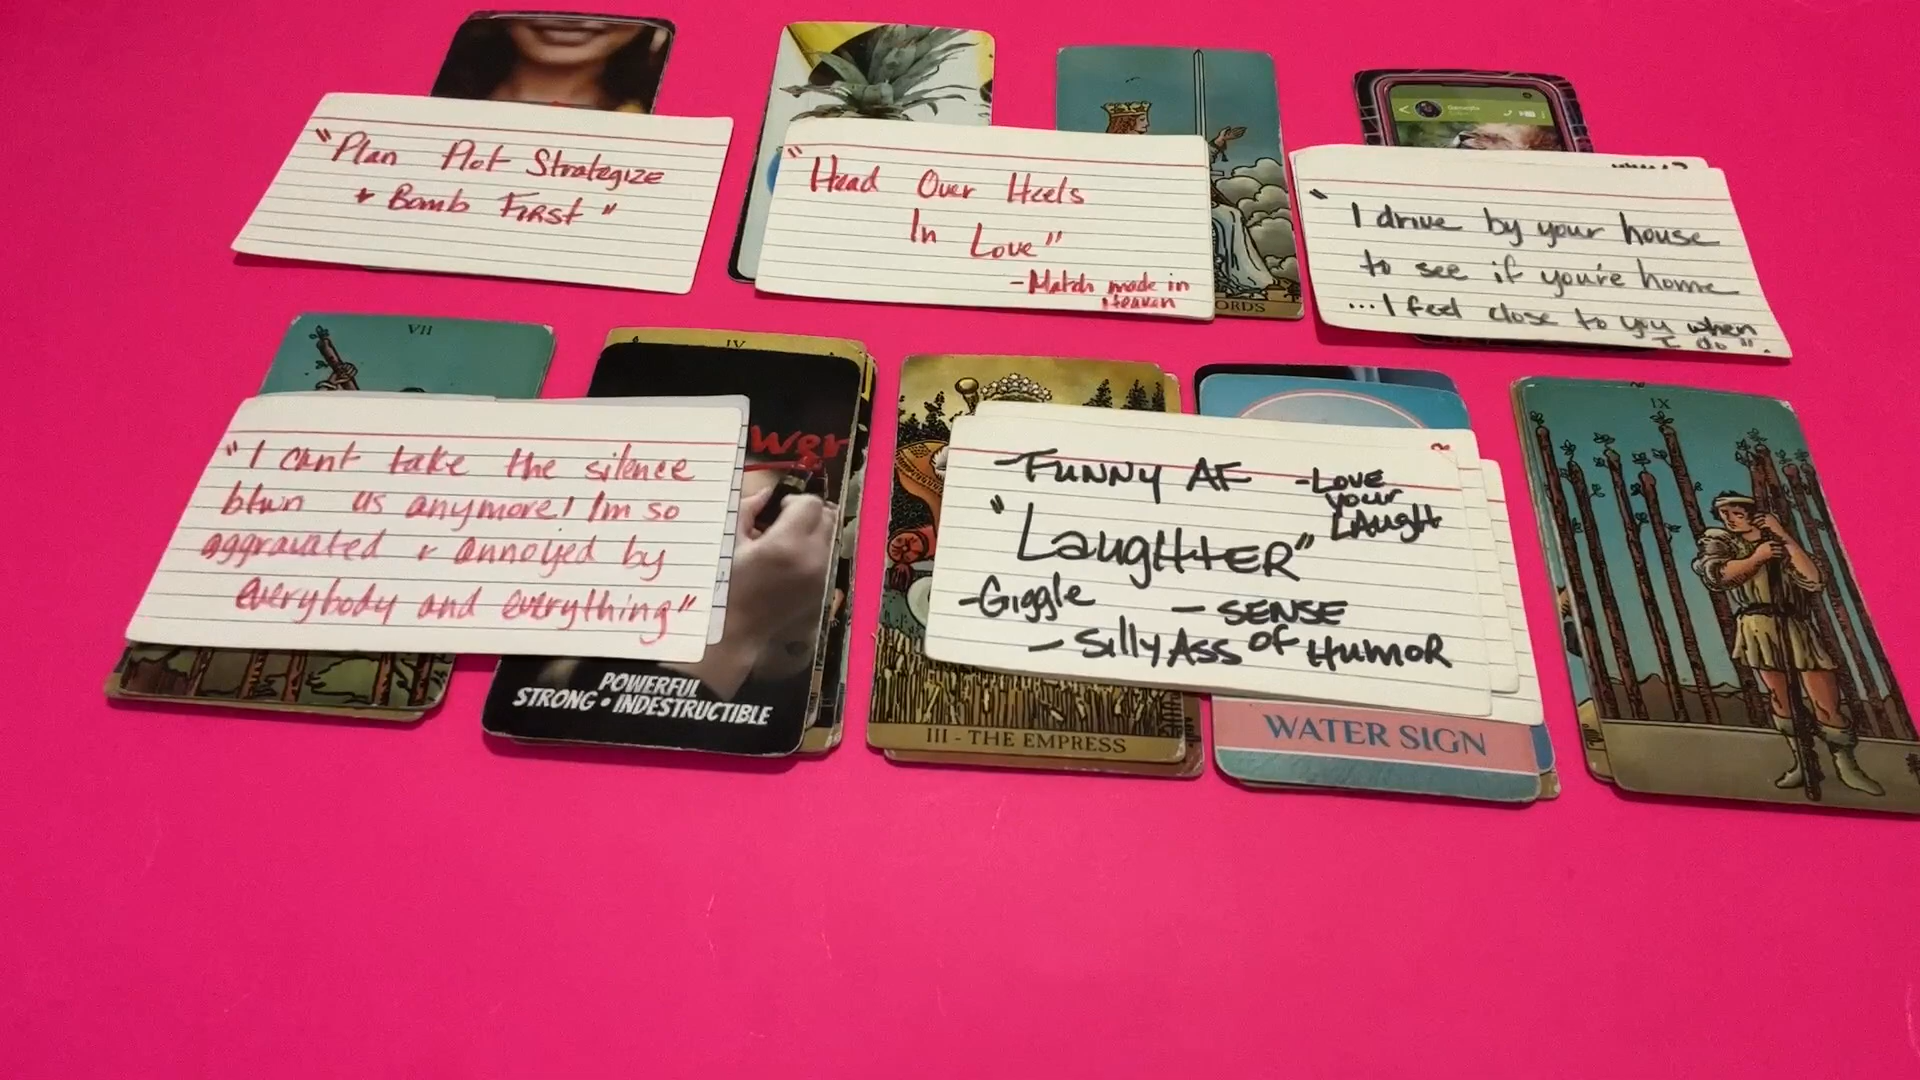 "Plan Plot Strategize
+ Bomb First"
"Head Over Heels
In Love"
- Match made in
Heaven
ORDS
"I drive by your house
to see if you're home
...I feel close to you when
I do".
VII
"I cant take the silence
btwn us anymore! Im so
aggravated + annoyed by
everybody and everything"
IV
wer
POWERFUL
STRONG • INDESTRUCTIBLE
- FUNNY AF
- LOVE
your
LAugH
"LaugHtER"
- Giggle
- SENSE
OF HumoR
- Silly Ass
III - THE EMPRESS
WATER SIGN
IX